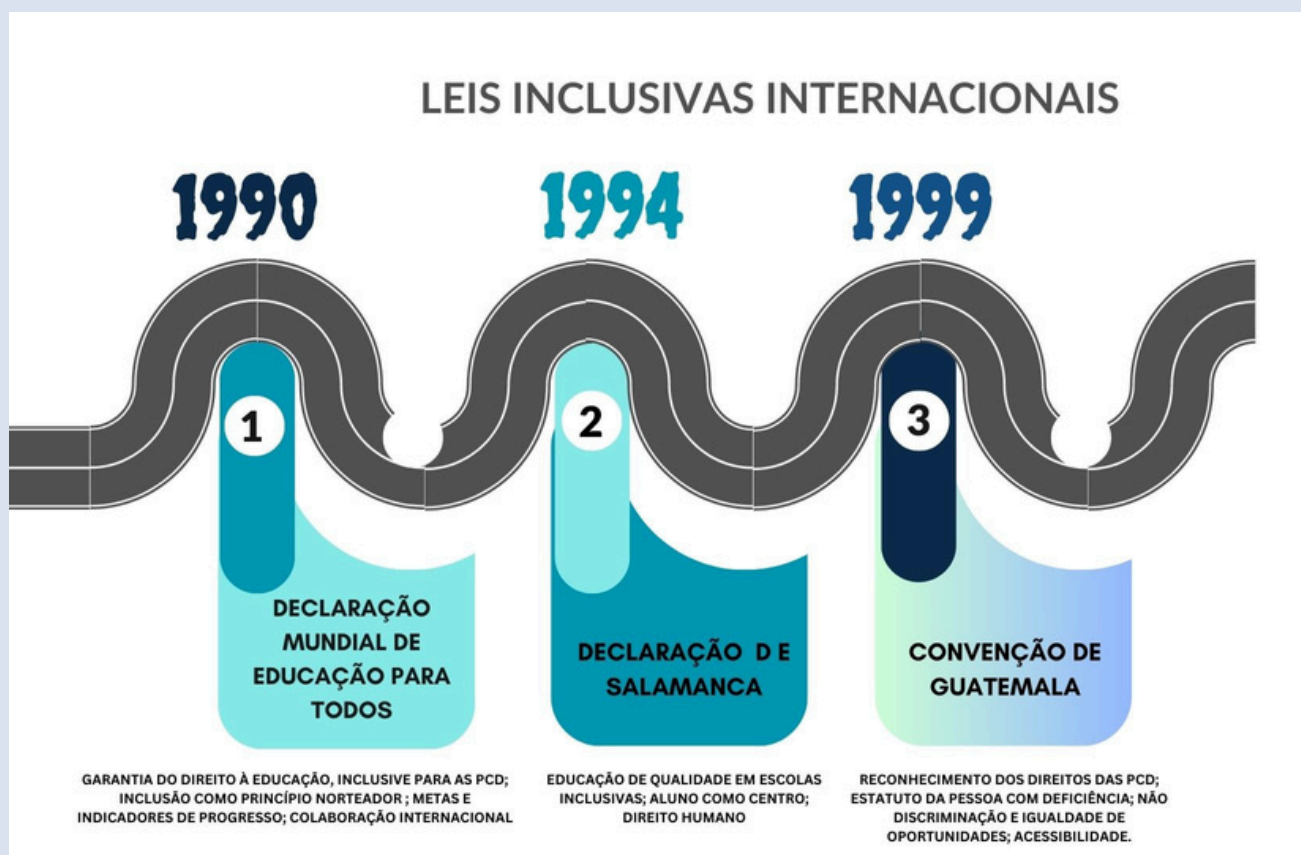 LEIS INCLUSIVAS INTERNACIONAIS
1990
1994
1999
1
2
3
DECLARAÇÃO
MUNDIAL DE
EDUCAÇÃO PARA
TODOS
DECLARAÇÃO D E
SALAMANCA
CONVENÇÃO DE
GUATEMALA
GARANTIA DO DIREITO À EDUCAÇÃO, INCLUSIVE PARA AS PCD;
INCLUSÃO COMO PRINCÍPIO NORTEADOR ; METAS E
INDICADORES DE PROGRESSO; COLABORAÇÃO INTERNACIONAL
EDUCAÇÃO DE QUALIDADE EM ESCOLAS
INCLUSIVAS; ALUNO COMO CENTRO;
DIREITO HUMANO
RECONHECIMENTO DOS DIREITOS DAS PCD;
ESTATUTO DA PESSOA COM DEFICIÊNCIA; NÃO
DISCRIMINAÇÃO E IGUALDADE DE
OPORTUNIDADES; ACESSIBILIDADE.